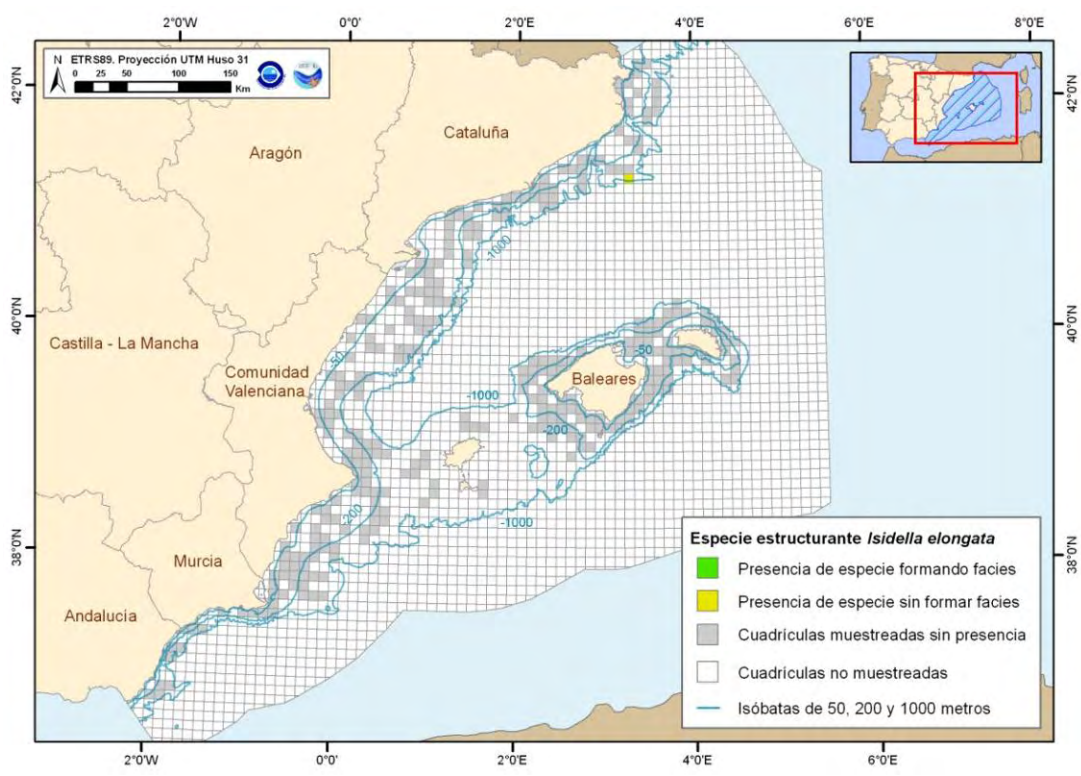 2°0'W 0°0' 2°0'E 4°0'E 6°0'E 8°0'E
N ETRS89. Proyección UTM Huso 31
0 25 50 100 150
Km
42°0'N
42°0'N
Cataluña
Aragón
-1000
40°0'N
40°0'N
Castilla - La Mancha
-50
-50
Comunidad
Valenciana
Baleares
-1000
-200
-200
-1000
38°0'N
38°0'N
Murcia
Andalucia
Especie estructurante Isidella elongata
Presencia de especie formando facies
Presencia de especie sin formar facies
Cuadrículas muestreadas sin presencia
Cuadrículas no muestreadas
Isóbatas de 50, 200 y 1000 metros
2°0'W 0°0' 2°0'E 4°0'E 6°0'E